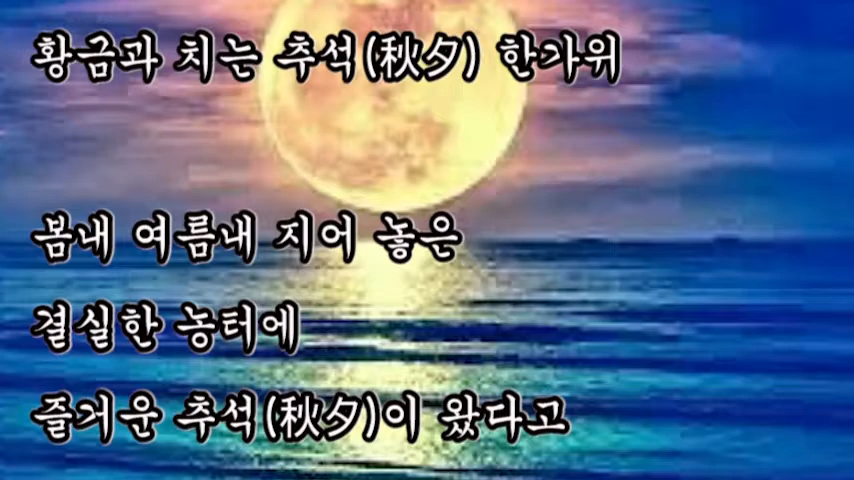 황금과 치는 추석(秋夕) 한가위
봄내 여름내 지어 놓은
결실한 농터에
즐거운 추석(秋夕)이 왔다고